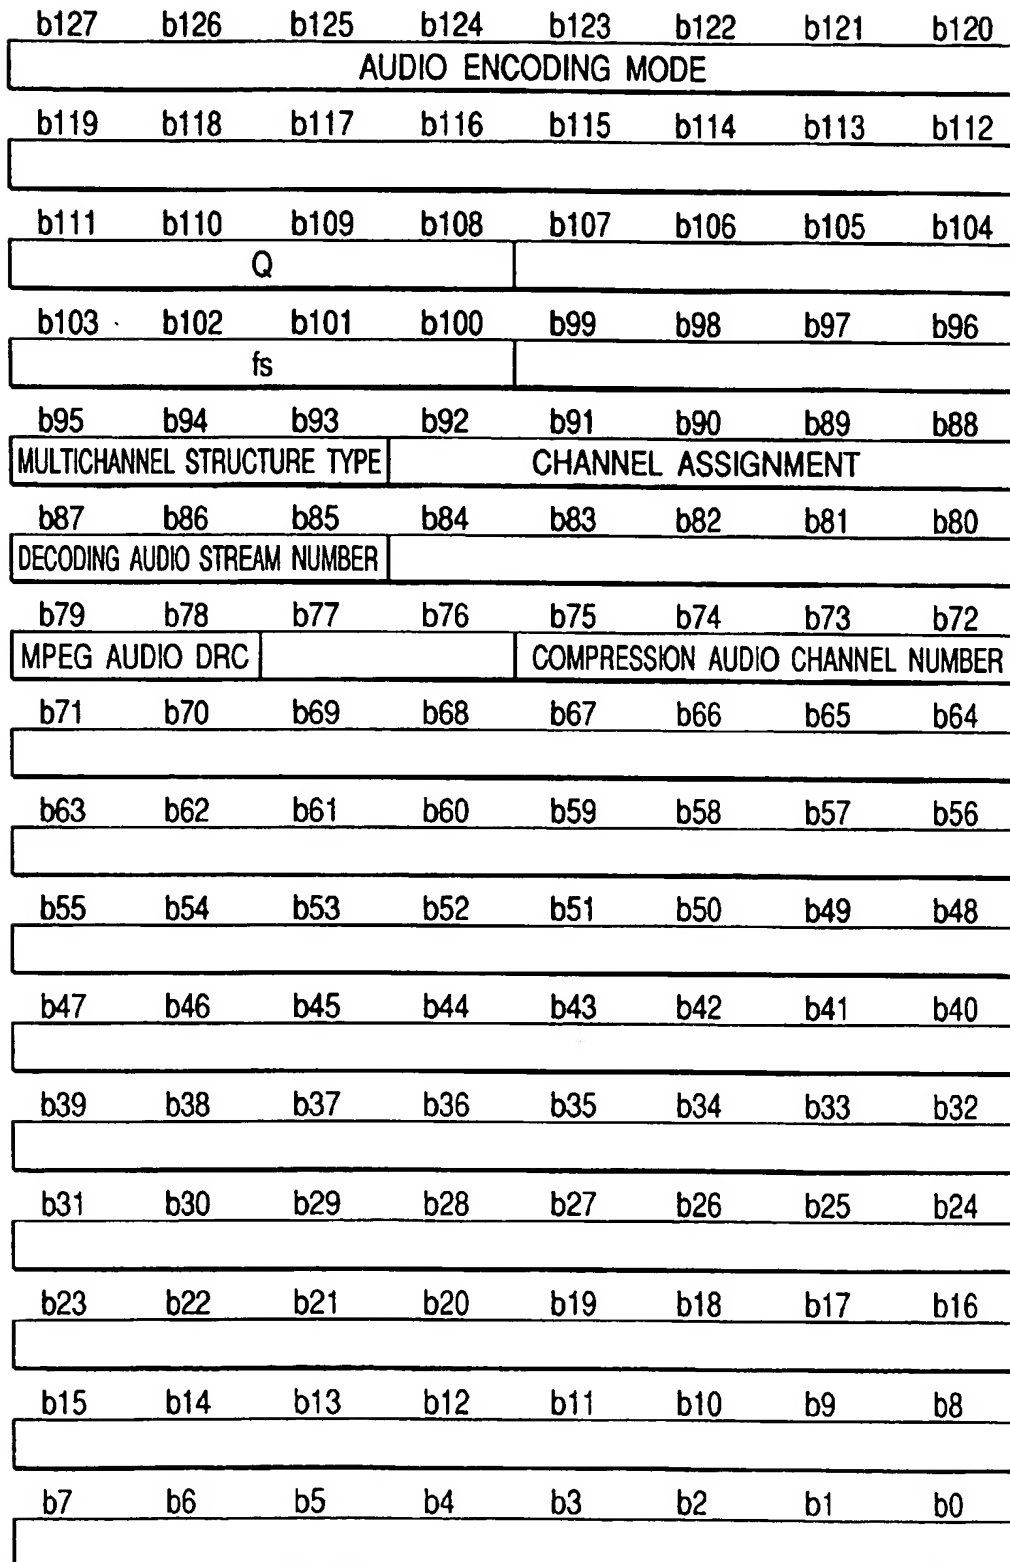 b127 b126 b125 b124 b123 b122 b121 b120
AUDIO ENCODING MODE
b119 b118 b117 b116 b115 b114 b113 b112
b111 b110 b109 b108 b107 b106 b105 b104
Q
b103 b102 b101 b100 b99 b98 b97 b96
fs
b95 b94 b93 b92 b91 b90 b89 b88
MULTICHANNEL STRUCTURE TYPE CHANNEL ASSIGNMENT
b87 b86 b85 b84 b83 b82 b81 b80
DECODING AUDIO STREAM NUMBER
b79 b78 b77 b76 b75 b74 b73 b72
MPEG AUDIO DRC COMPRESSION AUDIO CHANNEL NUMBER
b71 b70 b69 b68 b67 b66 b65 b64
b63 b62 b61 b60 b59 b58 b57 b56
b55 b54 b53 b52 b51 b50 b49 b48
b47 b46 b45 b44 b43 b42 b41 b40
b39 b38 b37 b36 b35 b34 b33 b32
b31 b30 b29 b28 b27 b26 b25 b24
b23 b22 b21 b20 b19 b18 b17 b16
b15 b14 b13 b12 b11 b10 b9 b8
b7 b6 b5 b4 b3 b2 b1 b0